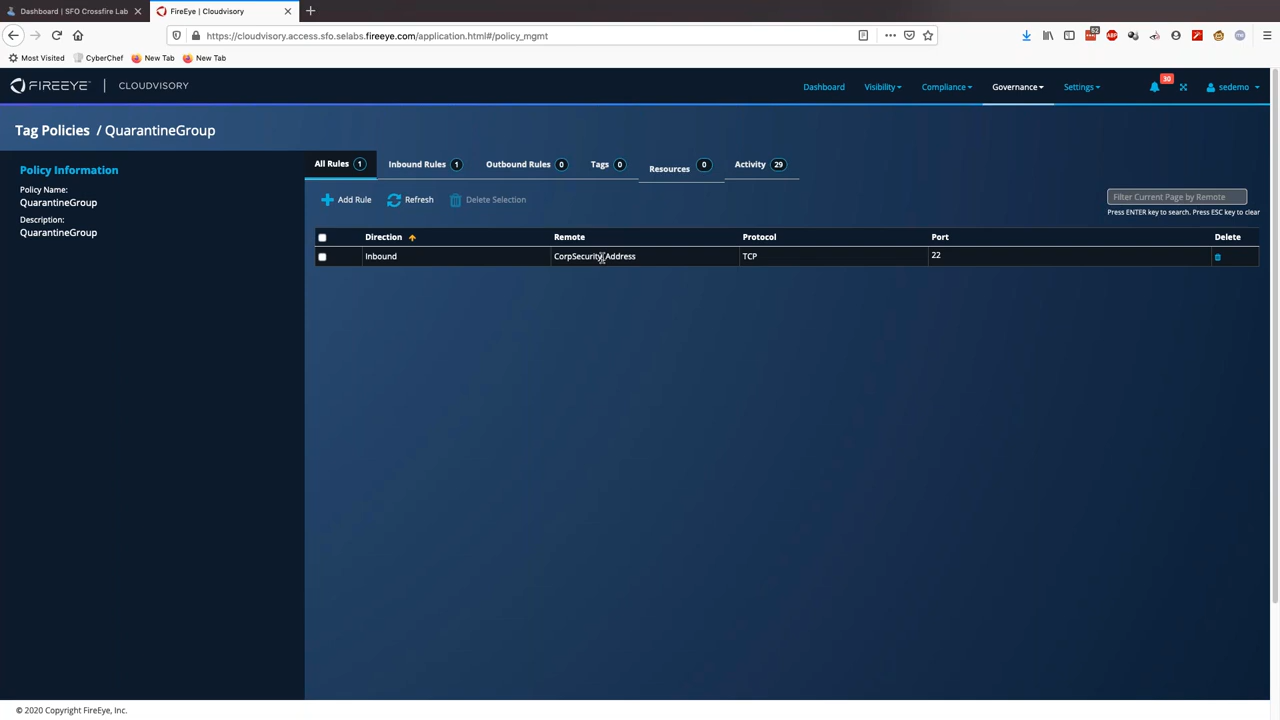 Dashboard | SFO Crossfire Lab
FireEye | Cloudvisory
https://cloudvisory.access.sfo.selabs.fireeye.com/application.html#/policy_mgmt
Most Visited
CyberChef
New Tab
New Tab
FIREEYE
CLOUDVISORY
Dashboard
Visibility
Compliance
Governance
Settings
30
sedemo
Tag Policies / QuarantineGroup
Policy Information
Policy Name:
QuarantineGroup
Description:
QuarantineGroup
All Rules 1
Inbound Rules 1
Outbound Rules 0
Tags 0
Resources 0
Activity 29
Add Rule
Refresh
Delete Selection
Filter Current Page by Remote
Press ENTER key to search. Press ESC key to clear
Direction Remote Protocol Port Delete
Inbound CorpSecurity Address TCP 22
© 2020 Copyright FireEye, Inc.